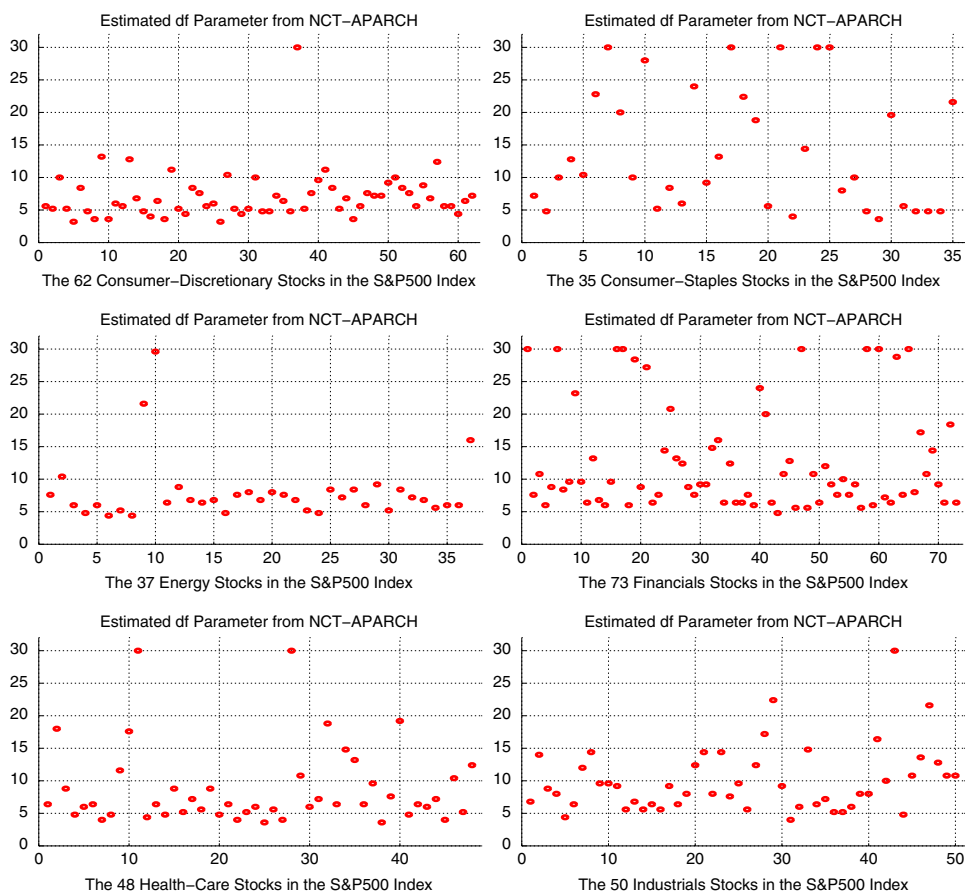 Estimated df Parameter from NCT−APARCH
30
25
20
15
10
5
0
0 10 20 30 40 50 60
The 62 Consumer−Discretionary Stocks in the S&P500 Index
Estimated df Parameter from NCT−APARCH
30
25
20
15
10
5
0
0 5 10 15 20 25 30 35
The 35 Consumer−Staples Stocks in the S&P500 Index
Estimated df Parameter from NCT−APARCH
30
25
20
15
10
5
0
0 5 10 15 20 25 30 35
The 37 Energy Stocks in the S&P500 Index
Estimated df Parameter from NCT−APARCH
30
25
20
15
10
5
0
0 10 20 30 40 50 60 70
The 73 Financials Stocks in the S&P500 Index
Estimated df Parameter from NCT−APARCH
30
25
20
15
10
5
0
0 10 20 30 40
The 48 Health−Care Stocks in the S&P500 Index
Estimated df Parameter from NCT−APARCH
30
25
20
15
10
5
0
0 10 20 30 40 50
The 50 Industrials Stocks in the S&P500 Index